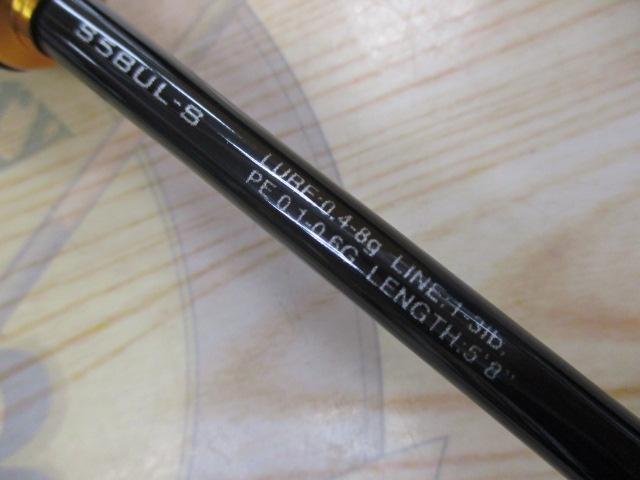 S58UL-S
LURE:0.4-8g LINE:1-3lb.
PE 0.1-0.6G LENGTH:5'8"